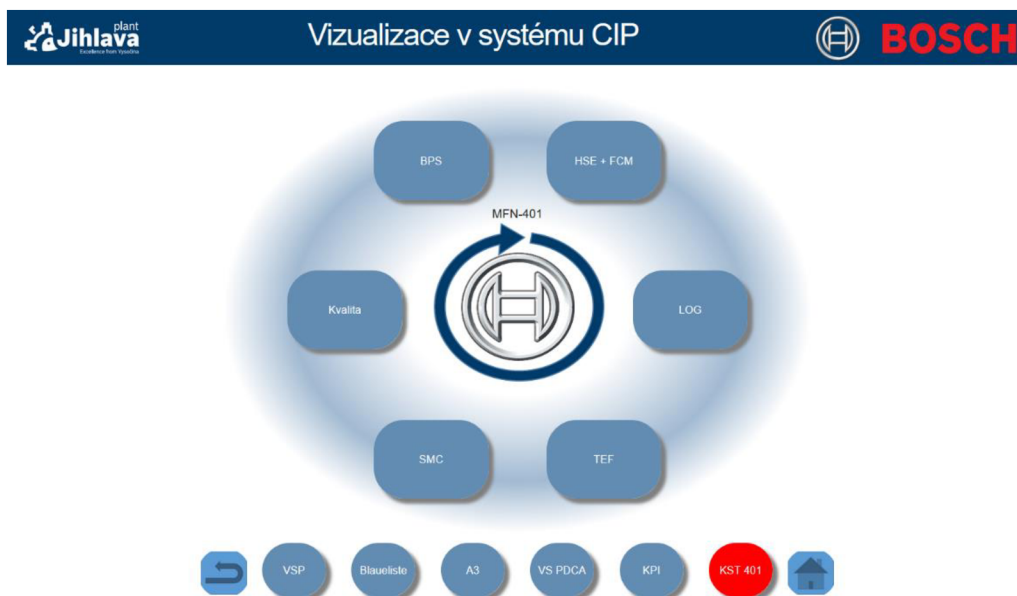 plant
Jihlava
Excellence from Vysočina
Vizualizace v systému CIP
BOSCH
BPS
HSE + FCM
MFN-401
Kvalita
LOG
SMC
TEF
VSP
Blaueliste
A3
VS PDCA
KPI
KST 401